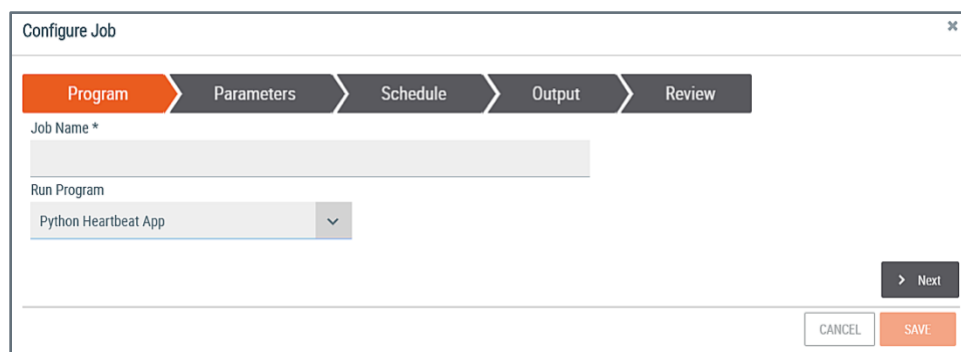 Configure Job
Program Parameters Schedule Output Review
Job Name *
Run Program
Python Heartbeat App
Next
CANCEL SAVE